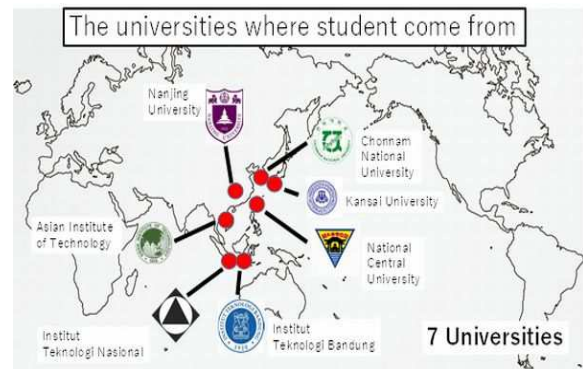 The universities where student come from
Nanjing
University
Chonnam
National
University
Kansai University
Asian Institute
of Technology
National
Central
University
Institut
Teknologi Nasional
Institut
Teknologi Bandung
7 Universities